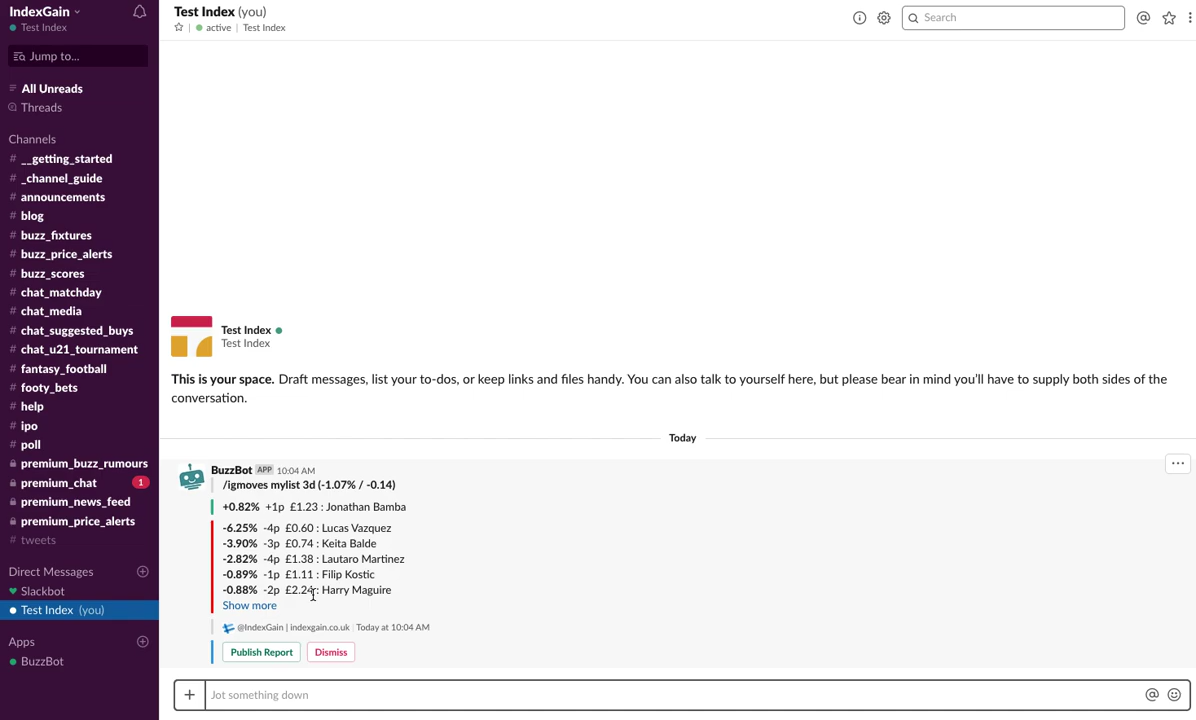 IndexGain
Test Index
Jump to...
All Unreads
Threads
Channels
# __getting_started
# _channel_guide
# announcements
# blog
# buzz_fixtures
# buzz_price_alerts
# buzz_scores
# chat_matchday
# chat_media
# chat_suggested_buys
# chat_u21_tournament
# fantasy_football
# footy_bets
# help
# ipo
# poll
premium_buzz_rumours
premium_chat 1
premium_news_feed
premium_price_alerts
# tweets
Direct Messages
Slackbot
Test Index (you)
Apps
BuzzBot
Test Index (you)
active | Test Index
Search
Test Index
Test Index
This is your space. Draft messages, list your to-dos, or keep links and files handy. You can also talk to yourself here, but please bear in mind you'll have to supply both sides of the
conversation.
Today
BuzzBot APP 10:04 AM
/igmoves mylist 3d (-1.07% / -0.14)
+0.82% +1p £1.23 : Jonathan Bamba
-6.25% -4p £0.60 : Lucas Vazquez
-3.90% -3p £0.74 : Keita Balde
-2.82% -4p £1.38 : Lautaro Martinez
-0.89% -1p £1.11 : Filip Kostic
-0.88% -2p £2.24 : Harry Maguire
Show more
@IndexGain | indexgain.co.uk | Today at 10:04 AM
Publish Report Dismiss
Jot something down